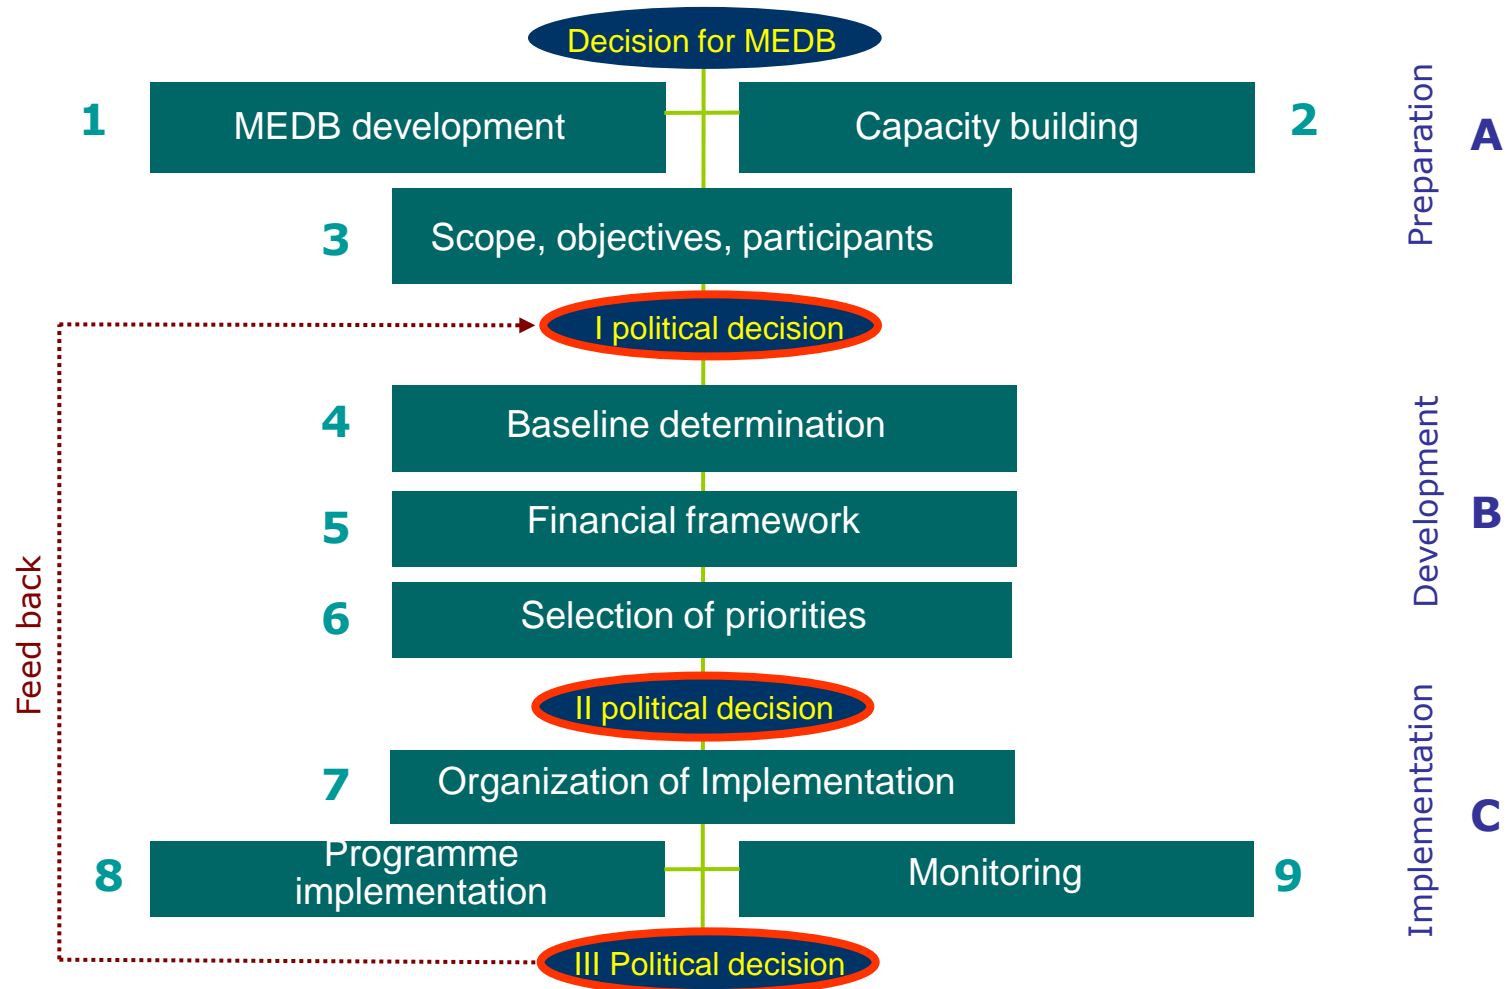 Decision for MEDB
1
MEDB development
Capacity building
2
Preparation
A
3
Scope, objectives, participants
I political decision
4
Baseline determination
Development
B
5
Financial framework
Feed back
6
Selection of priorities
II political decision
7
Organization of Implementation
Implementation
C
8
Programme
implementation
Monitoring
9
III Political decision